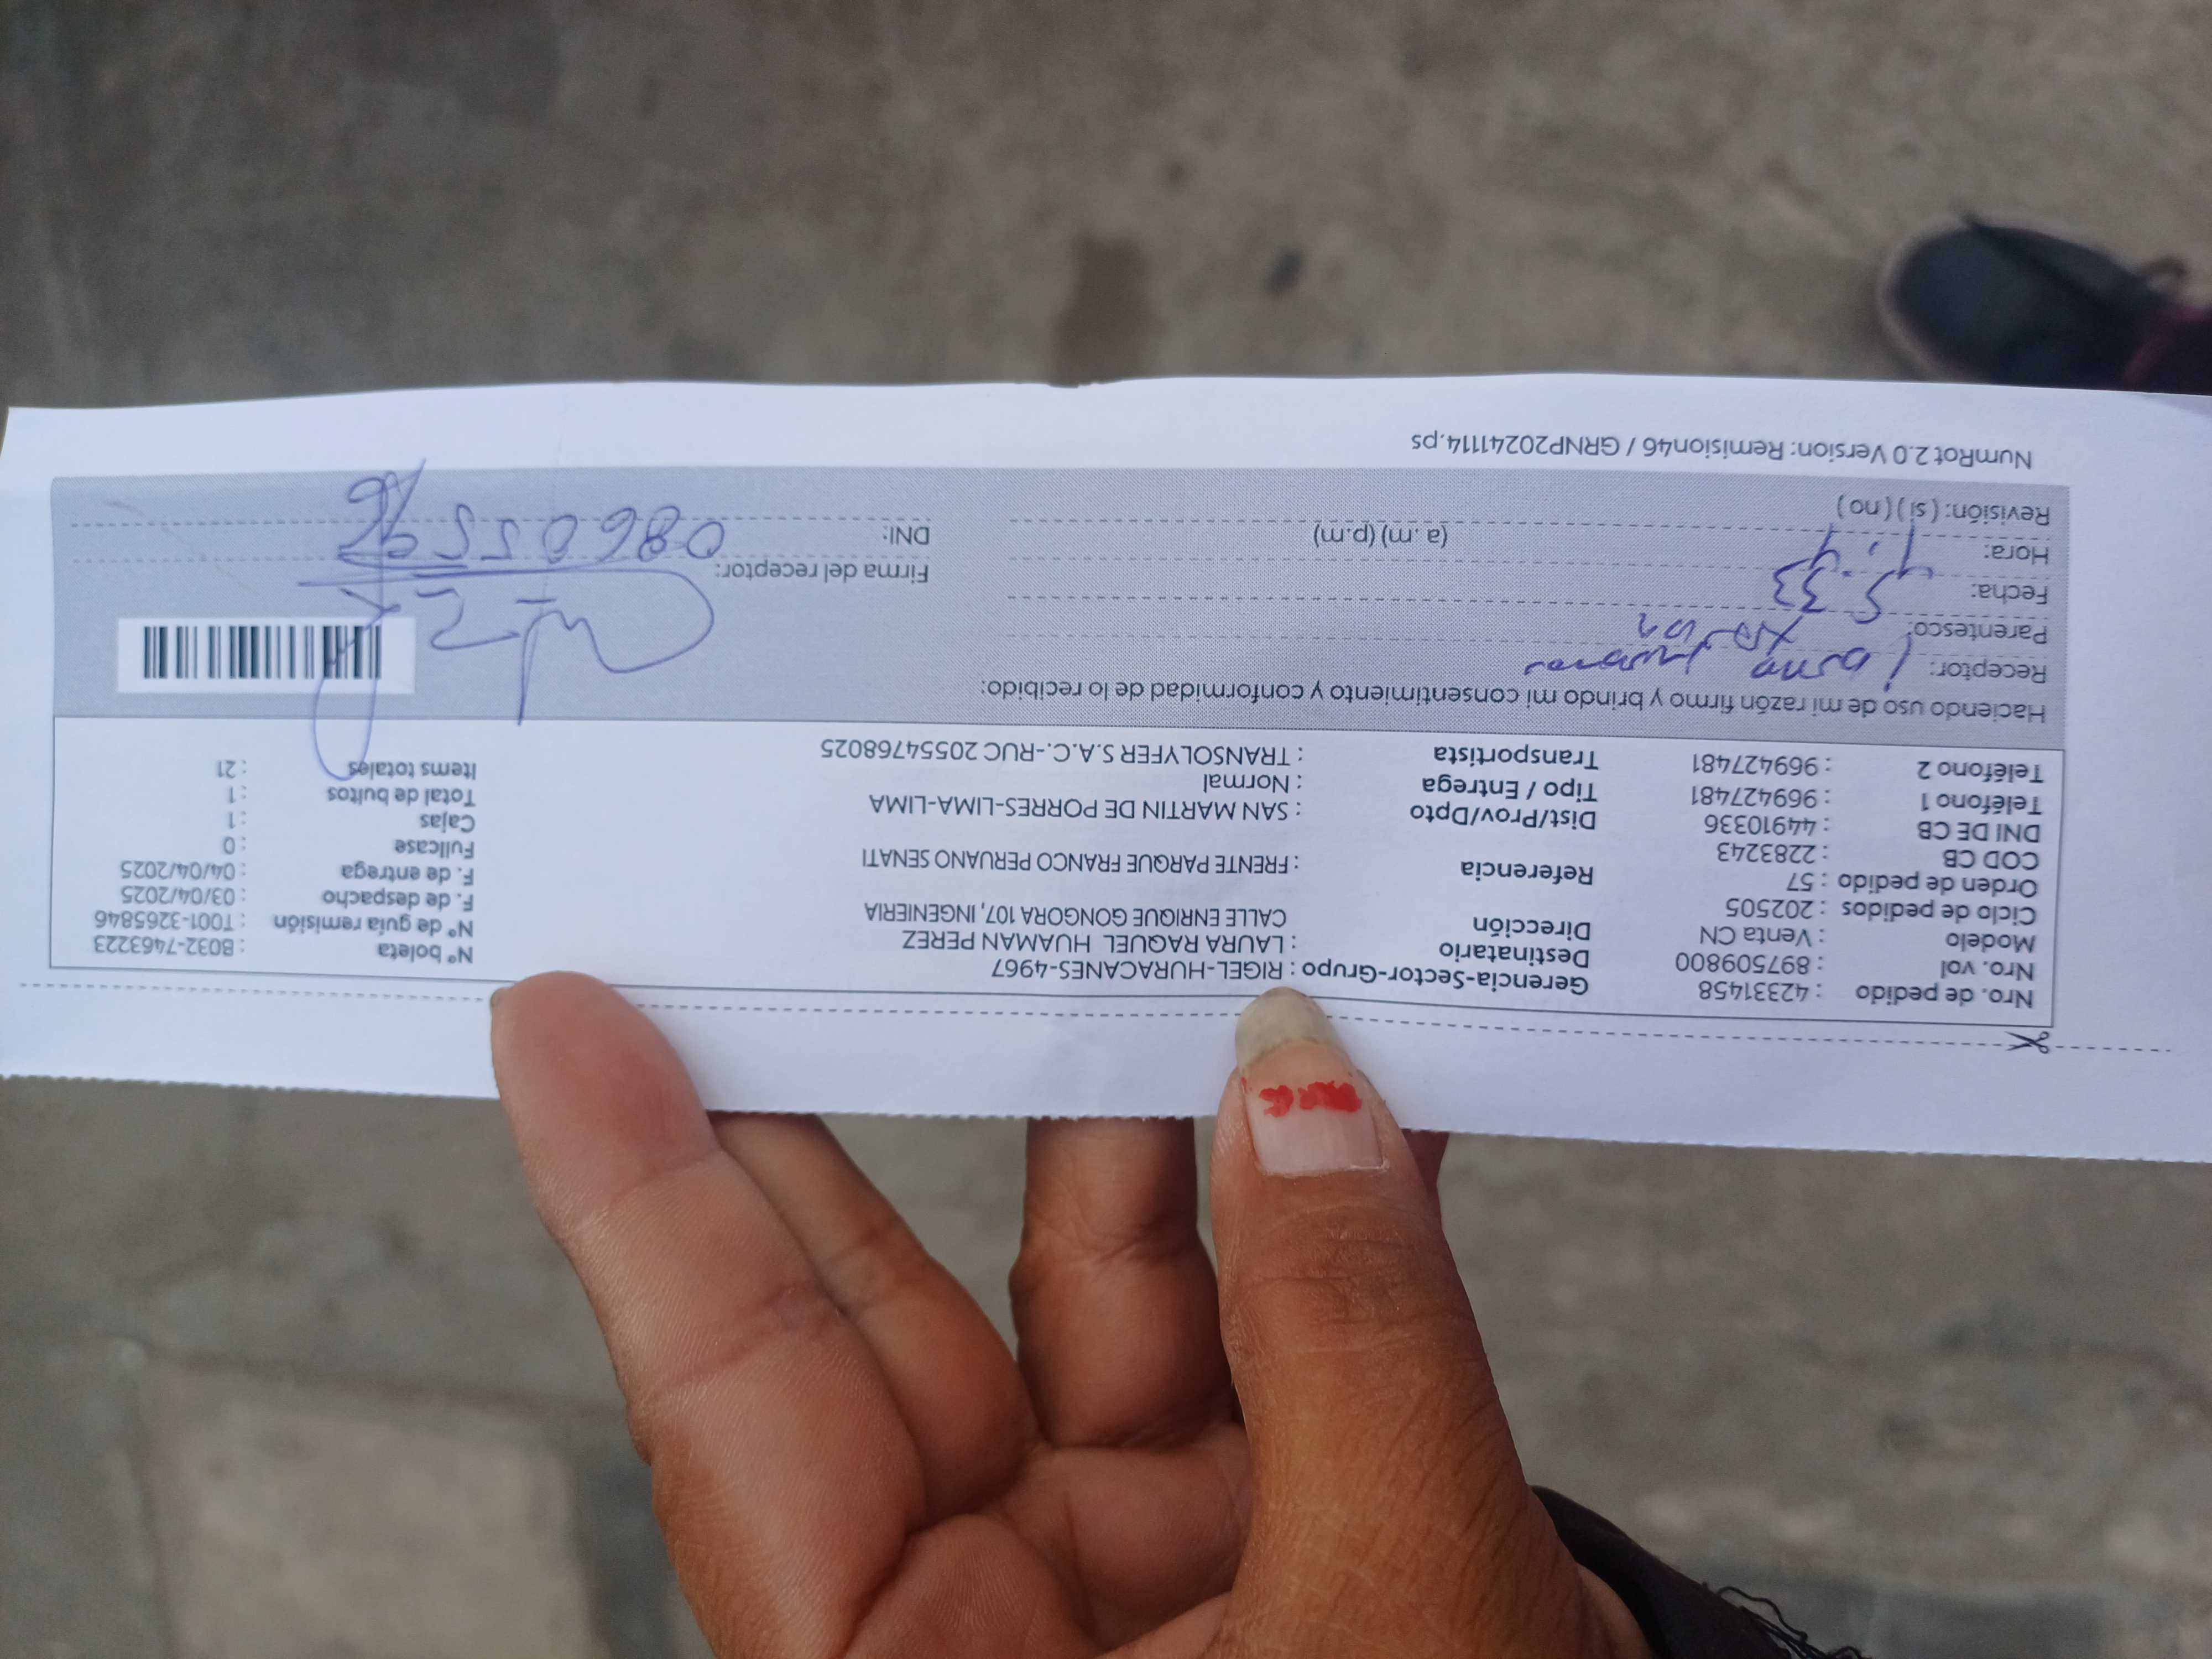 Nro. de pedido : 42331458
Nro. vol : 897509800
Modelo : Venta CN
Ciclo de pedidos : 202505
Orden de pedido : 57
COD CB : 2283243
DNI DE CB : 44910336
Teléfono 1 : 969427481
Teléfono 2 : 969427481
Gerencia-Sector-Grupo : RIGEL-HURACANES-4967
Destinatario : LAURA RAQUEL HUAMAN PEREZ
Dirección CALLE ENRIQUE GONGORA 107, INGENIERIA
Referencia : FRENTE PARQUE FRANCO PERUANO SENATI
Dist/Prov/Dpto : SAN MARTIN DE PORRES-LIMA-LIMA
Tipo / Entrega : Normal
Transportista : TRANSOLYFER S.A.C.-RUC 20554768025
N° boleta : B032-7463223
N° de guía remisión : T001-3265846
F. de despacho : 03/04/2025
F. de entrega : 04/04/2025
Fullcase : 0
Cajas : 1
Total de bultos : 1
Items totales : 21
Haciendo uso de mi razón firmo y brindo mi consentimiento y conformidad de lo recibido:
Receptor:
Parentesco:
Fecha:
Hora: (a.m) (p.m)
Revisión: ( si ) ( no )
Firma del receptor:
DNI:
NumRot 2.0 Version: Remision46 / GRNP20241114.ps